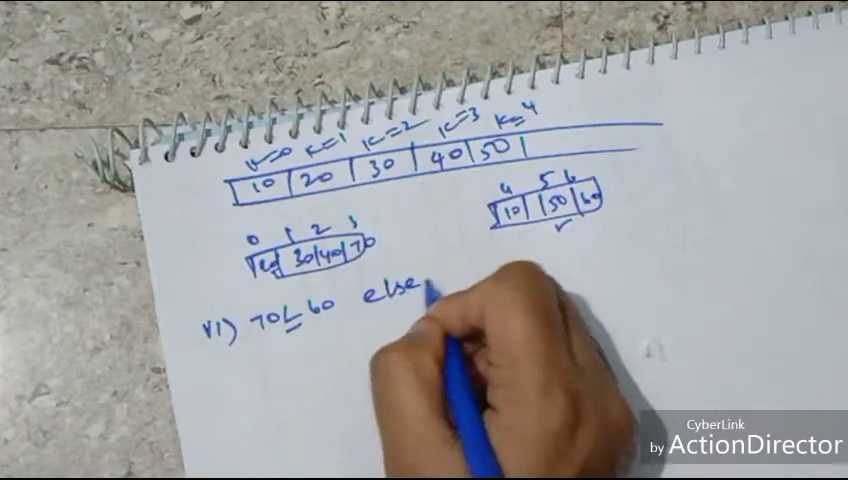 K=0 K=1 K=2 K=3 K=4
10 20 30 40 50
4 5 6
10 50 60
0 1 2 3
30 40 70
VI) 70 ≤ 60 else
CyberLink
by ActionDirector